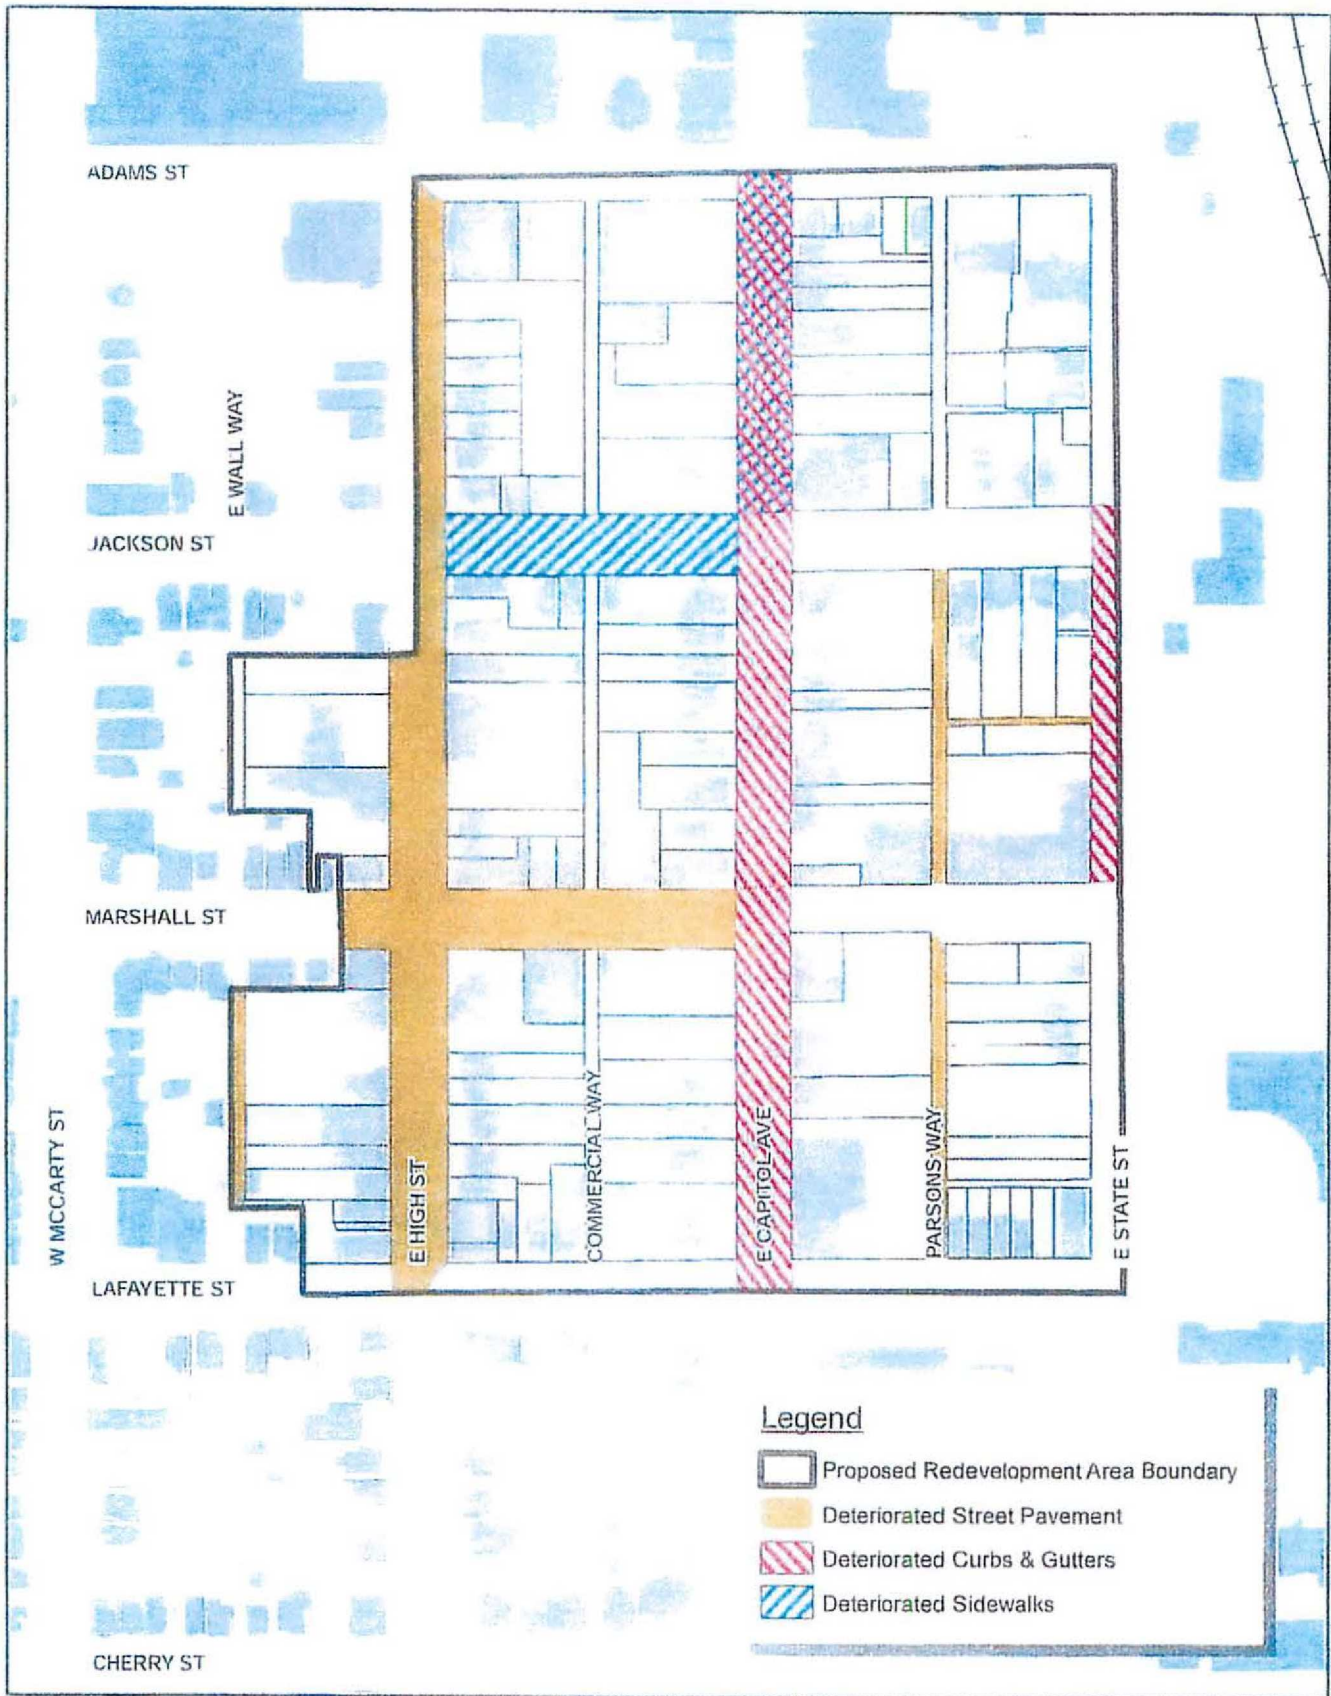 ADAMS ST
E WALL WAY
JACKSON ST
MARSHALL ST
W MCCARTY ST
E HIGH ST
COMMERCIAL WAY
E CAPITOL AVE
PARSONS WAY
E STATE ST
LAFAYETTE ST
Legend
Proposed Redevelopment Area Boundary
Deteriorated Street Pavement
Deteriorated Curbs & Gutters
Deteriorated Sidewalks
CHERRY ST